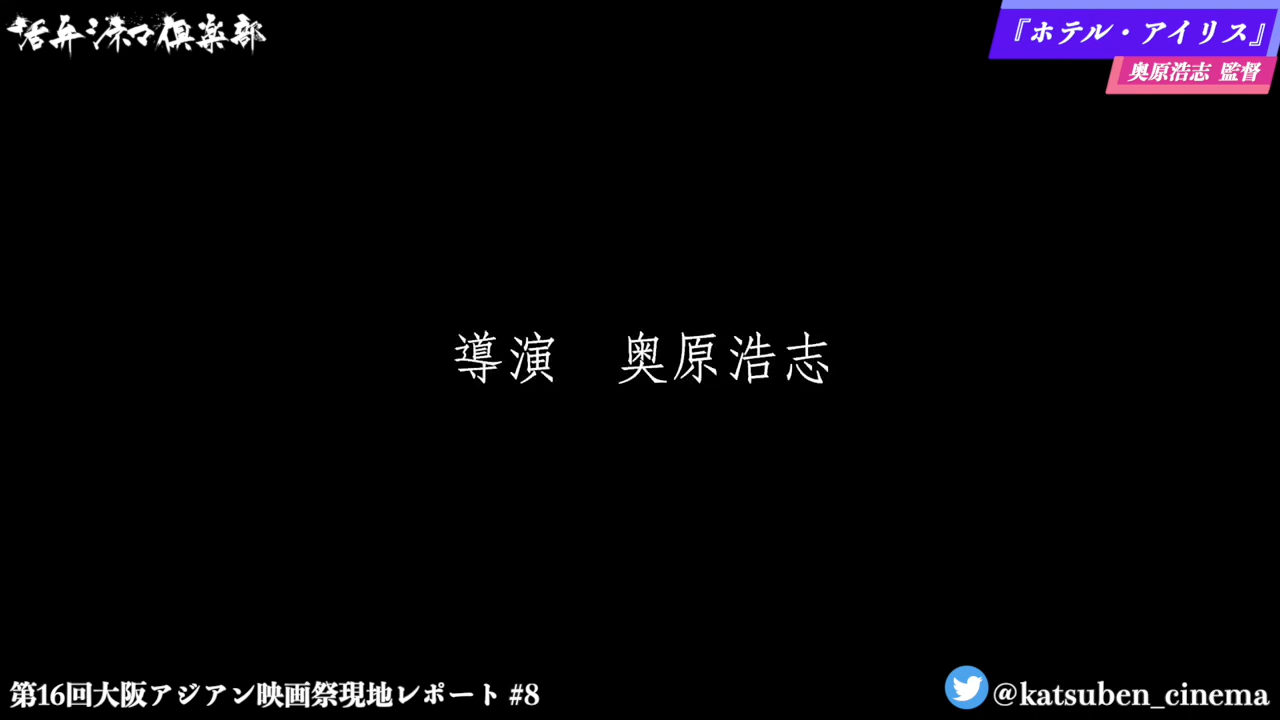 活弁シネマ倶楽部
『ホテル・アイリス』
奥原浩志 監督
導演　奥原浩志
第16回大阪アジアン映画祭現地レポート #8
@katsuben_cinema